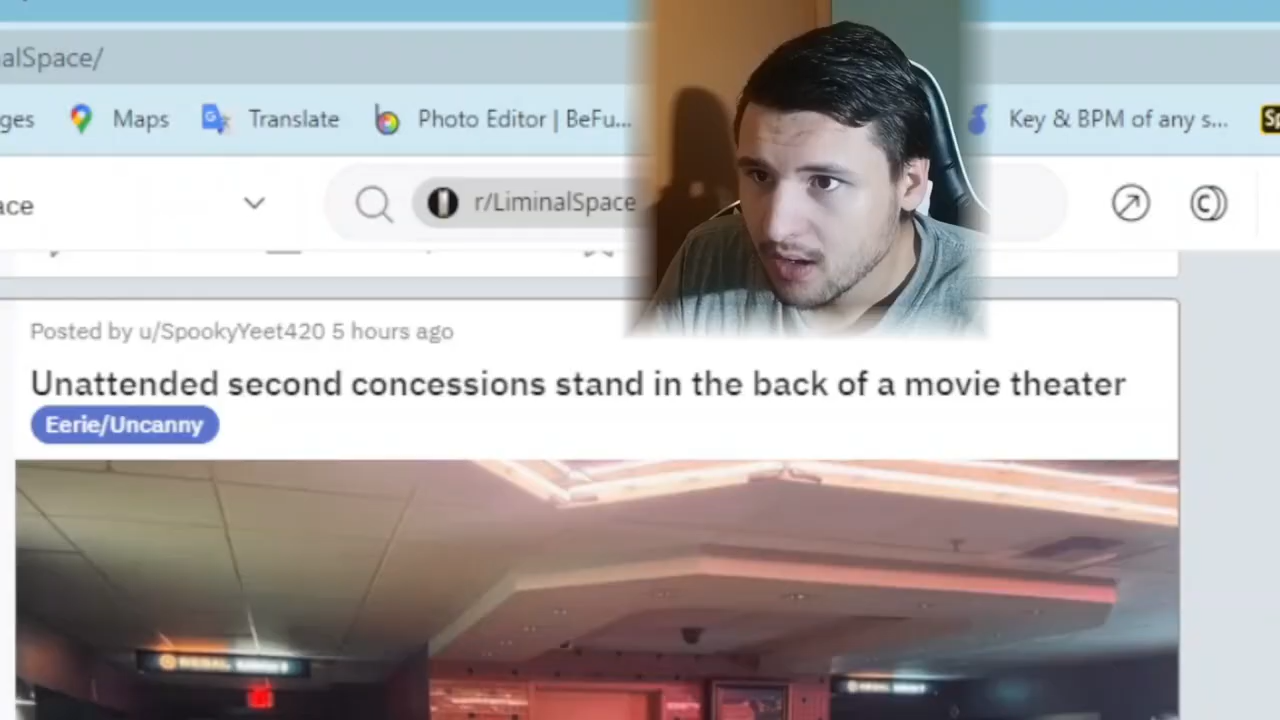 alSpace/
ges Maps Translate Photo Editor | BeFu... Key & BPM of any s... Sp
ace r/LiminalSpace
Posted by u/SpookyYeet420 5 hours ago
Unattended second concessions stand in the back of a movie theater
Eerie/Uncanny